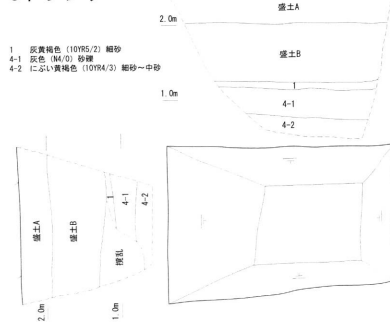 盛土A
2.0m
盛土B
1 灰黄褐色 (10YR5/2) 細砂
4-1 灰色 (N4/0) 砂礫
4-2 にぶい黄褐色 (10YR4/3) 細砂～中砂
1
1.0m
4-1
4-2
盛土A
盛土B
1
4-1
4-2
撹乱
2.0m
1.0m